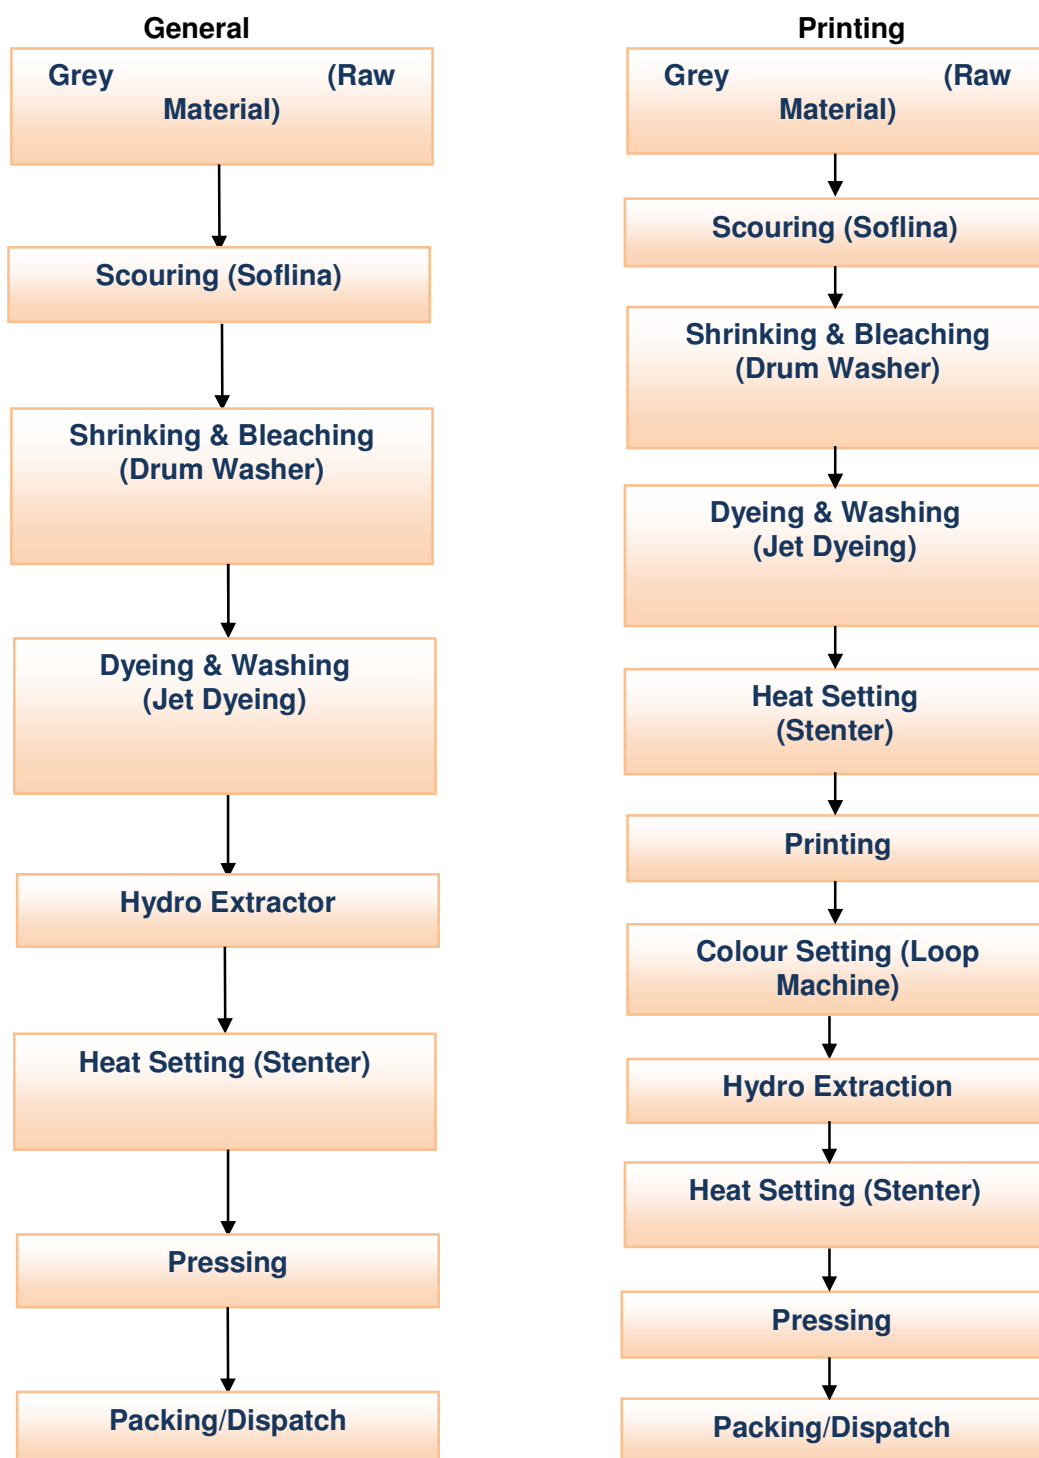 General
Grey (Raw
Material)
Scouring (Soflina)
Shrinking & Bleaching
(Drum Washer)
Dyeing & Washing
(Jet Dyeing)
Hydro Extractor
Heat Setting (Stenter)
Pressing
Packing/Dispatch
Printing
Grey (Raw
Material)
Scouring (Soflina)
Shrinking & Bleaching
(Drum Washer)
Dyeing & Washing
(Jet Dyeing)
Heat Setting
(Stenter)
Printing
Colour Setting (Loop
Machine)
Hydro Extraction
Heat Setting (Stenter)
Pressing
Packing/Dispatch